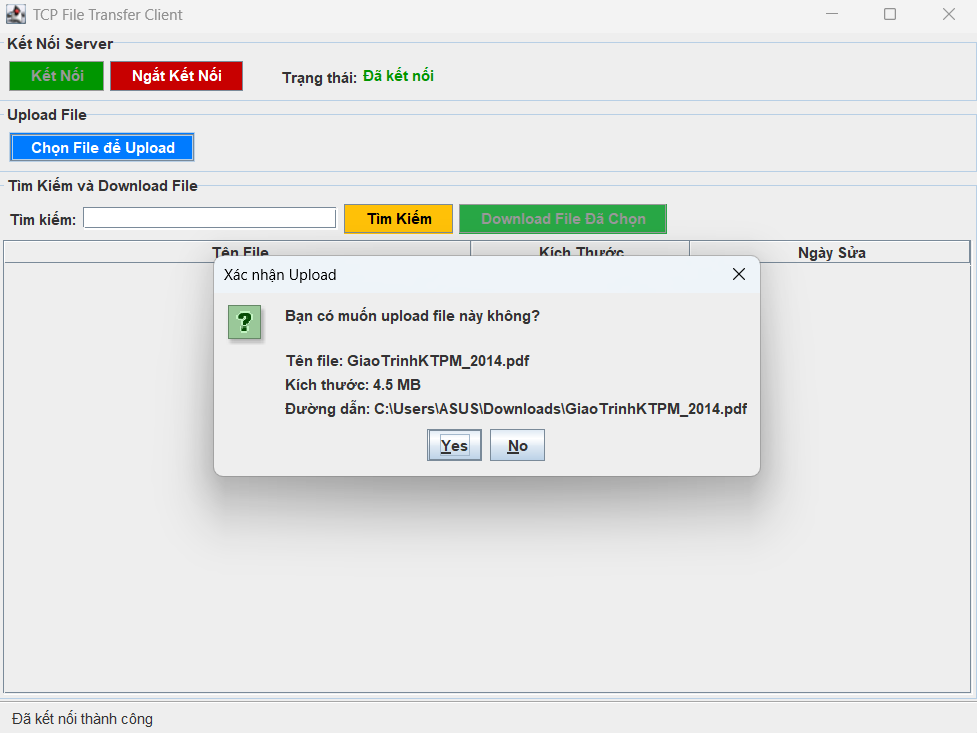 TCP File Transfer Client
Kết Nối Server
Kết Nối Ngắt Kết Nối Trạng thái: Đã kết nối
Upload File
Chọn File để Upload
Tìm Kiếm và Download File
Tìm kiếm: Tìm Kiếm Download File Đã Chọn
Tên File Kích Thước Ngày Sửa
Xác nhận Upload
Bạn có muốn upload file này không?
Tên file: GiaoTrinhKTPM_2014.pdf
Kích thước: 4.5 MB
Đường dẫn: C:\Users\ASUS\Downloads\GiaoTrinhKTPM_2014.pdf
Yes No
Đã kết nối thành công